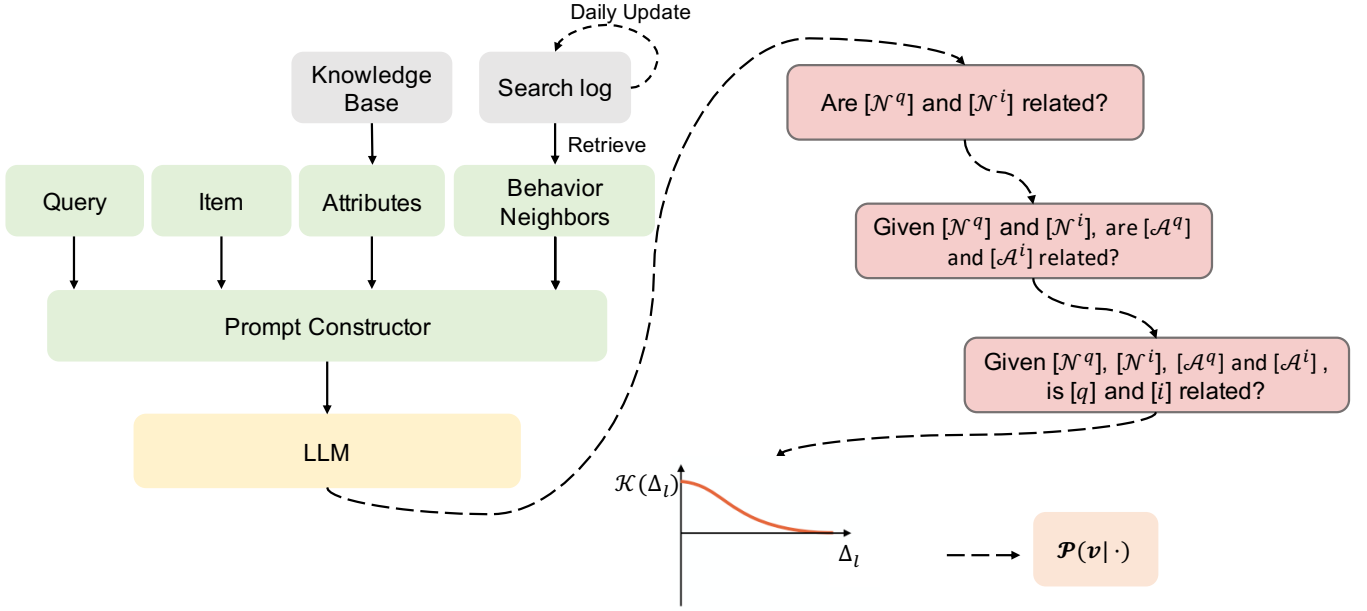 Daily Update
Knowledge
Base
Search log
Retrieve
Query
Item
Attributes
Behavior
Neighbors
Prompt Constructor
LLM
Are [𝒩^q] and [𝒩^i] related?
Given [𝒩^q] and [𝒩^i], are [𝒜^q]
and [𝒜^i] related?
Given [𝒩^q], [𝒩^i], [𝒜^q] and [𝒜^i] ,
is [q] and [i] related?
𝒦(Δ_l)
Δ_l
𝓟(v| ·)